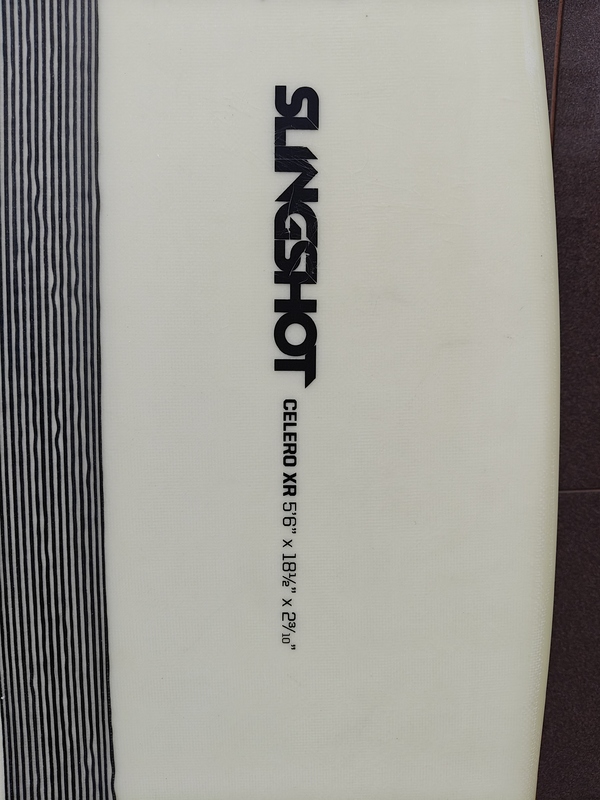 SLINGSHOT CELERO XR 5'6" x 18½" x 2³⁄₁₀"